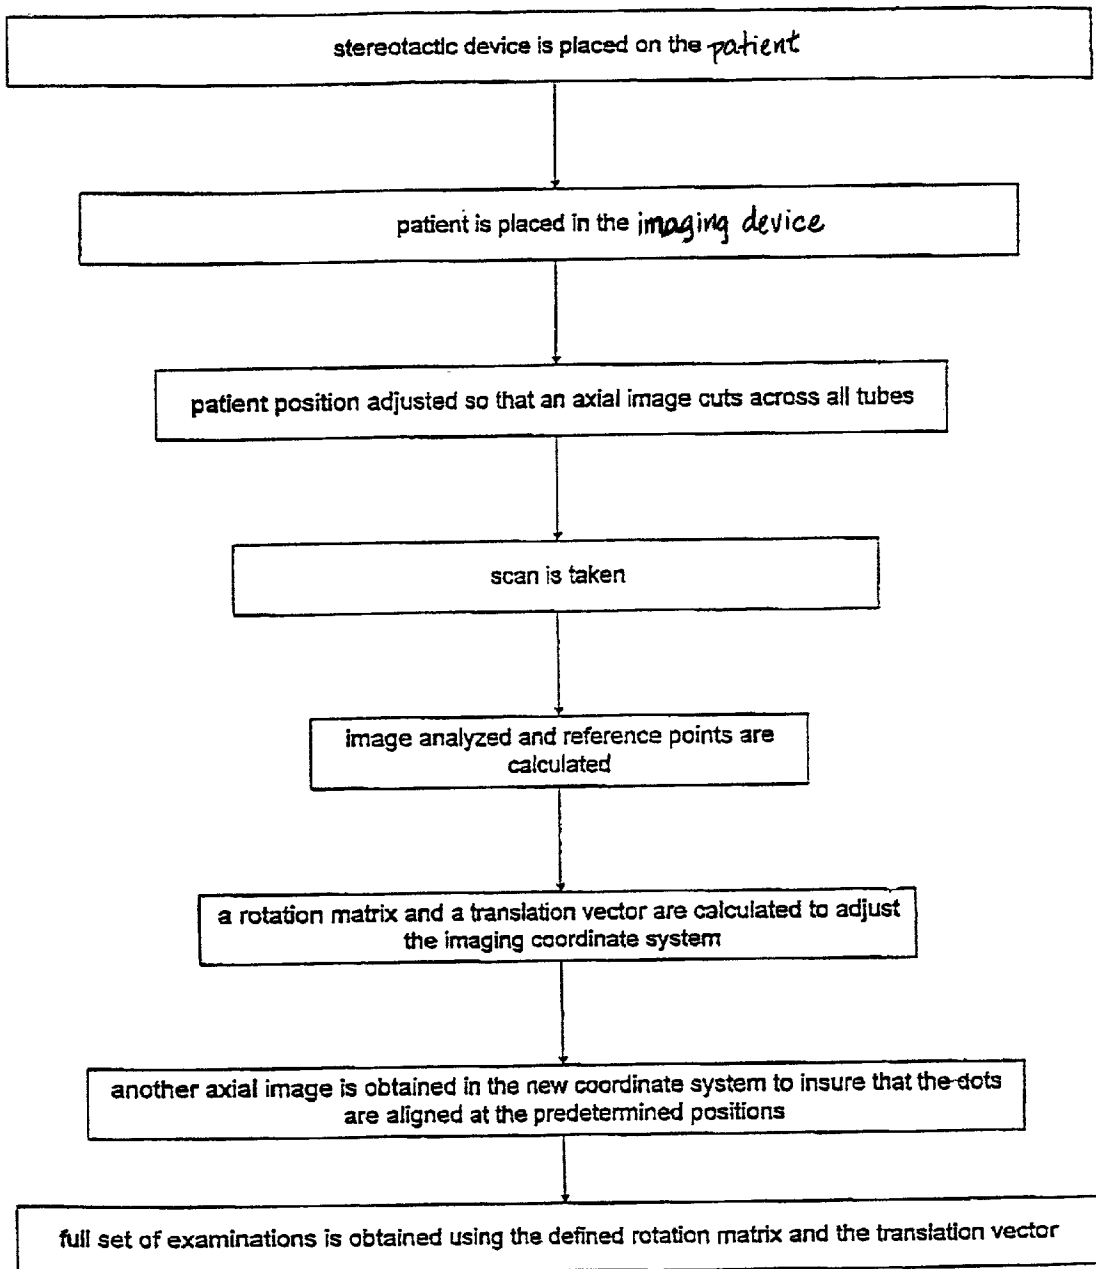 stereotactic device is placed on the patient
patient is placed in the imaging device
patient position adjusted so that an axial image cuts across all tubes
scan is taken
image analyzed and reference points are
calculated
a rotation matrix and a translation vector are calculated to adjust
the imaging coordinate system
another axial image is obtained in the new coordinate system to insure that the dots
are aligned at the predetermined positions
full set of examinations is obtained using the defined rotation matrix and the translation vector